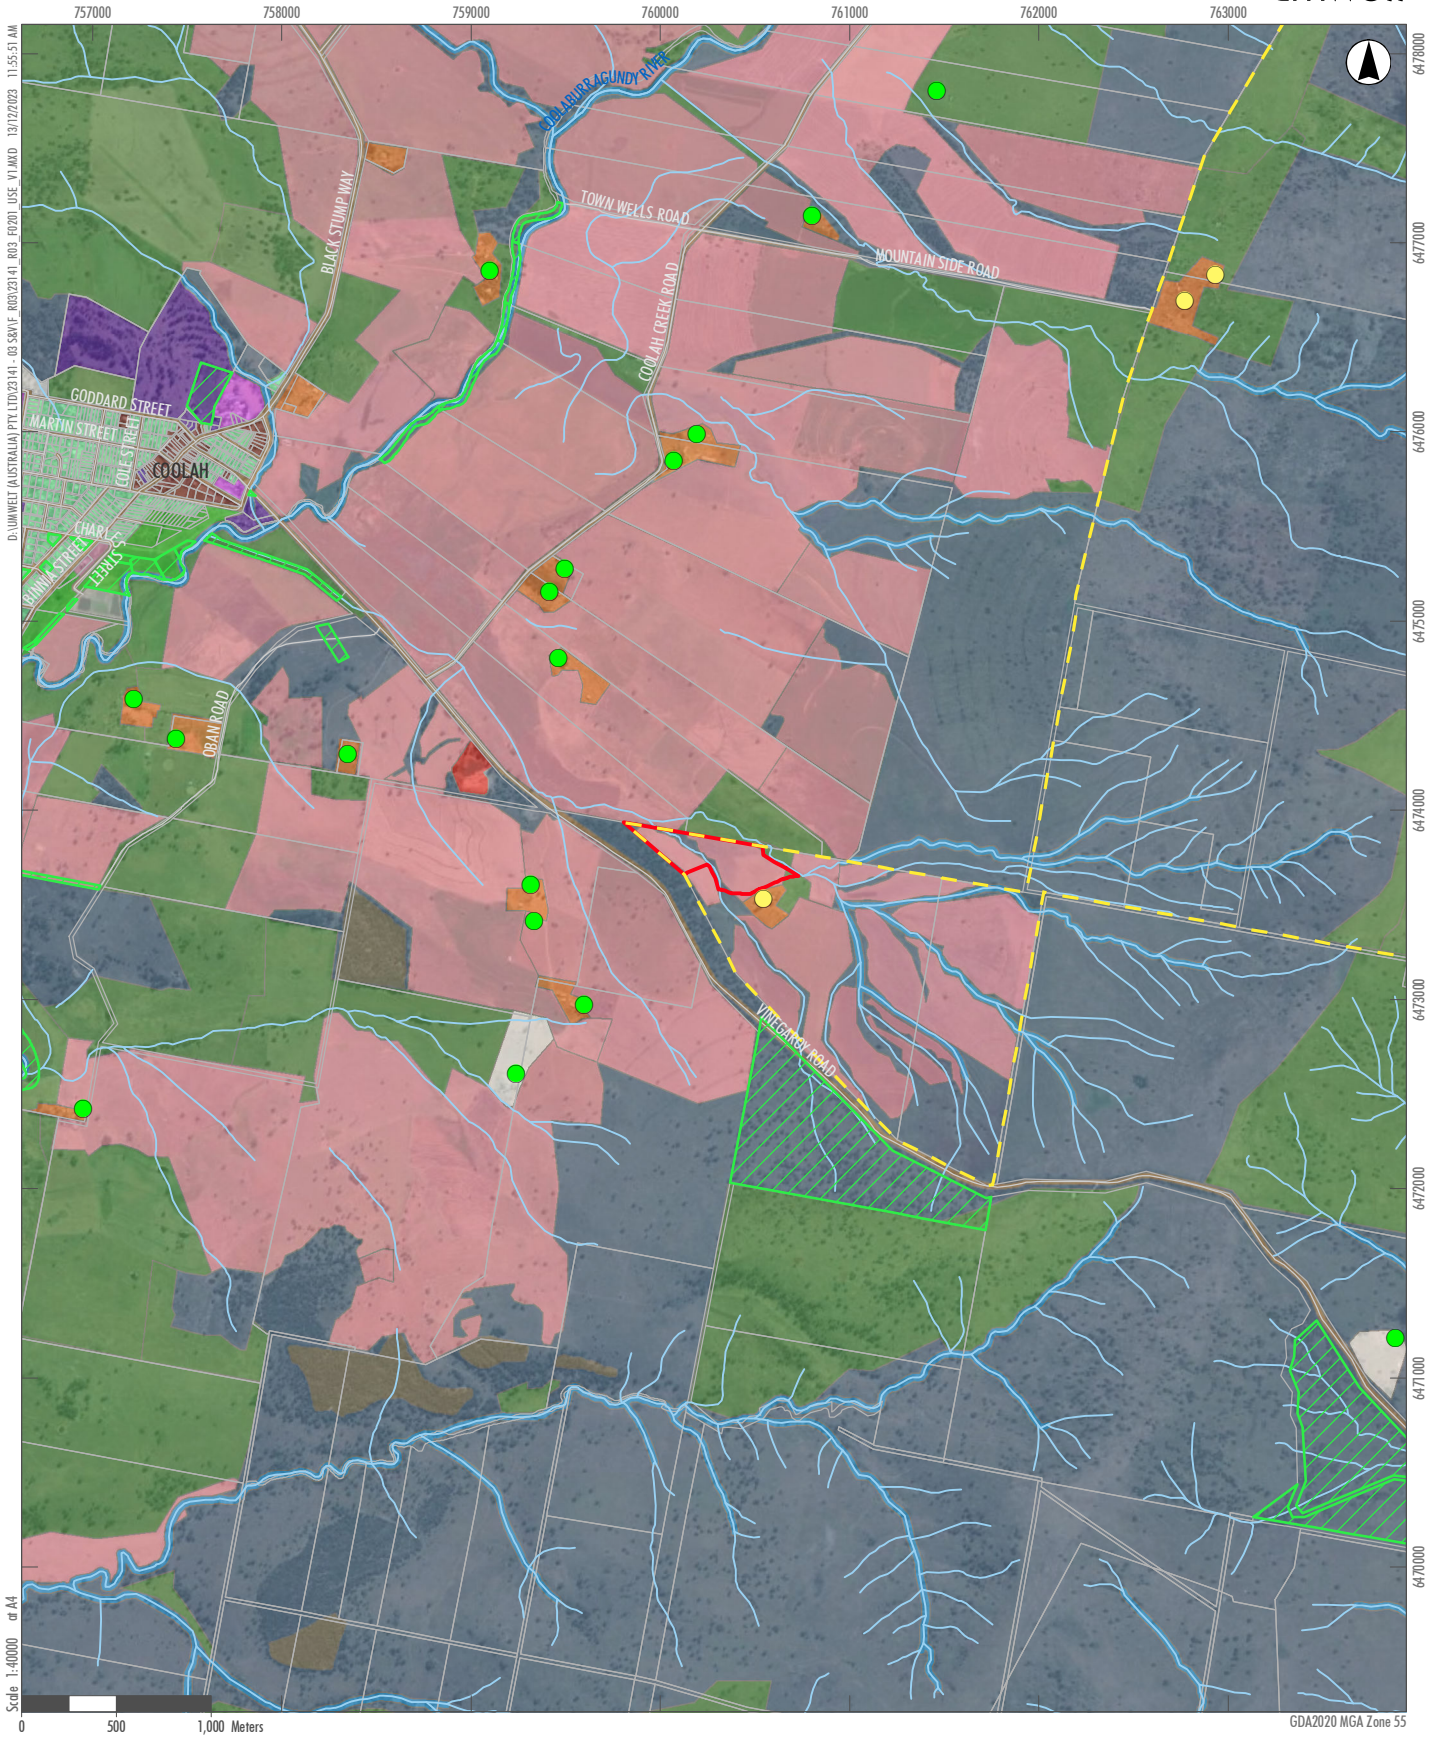 757000
758000
759000
760000
761000
762000
763000
D:\UMWELT (AUSTRALIA) PTY. LTD\23141 - 03 S&V\F_R03\23141_R03_F0201_USE_V1.MXD 13/12/2023 11:55:51 AM
6478000
COOLABURRAGUNDY RIVER
BLACK STUMP WAY
TOWN WELLS ROAD
6477000
MOUNTAIN SIDE ROAD
COOLAH CREEK ROAD
GODDARD STREET
MARTIN STREET
COLE STREET
6476000
COOLAH
CHARLES STREET
BINNIA STREET
6475000
OBAN ROAD
6474000
6473000
VINEGAROY ROAD
6472000
6471000
6470000
Scale 1:40000 at A4
0 500 1,000 Meters
GDA2020 MGA Zone 55